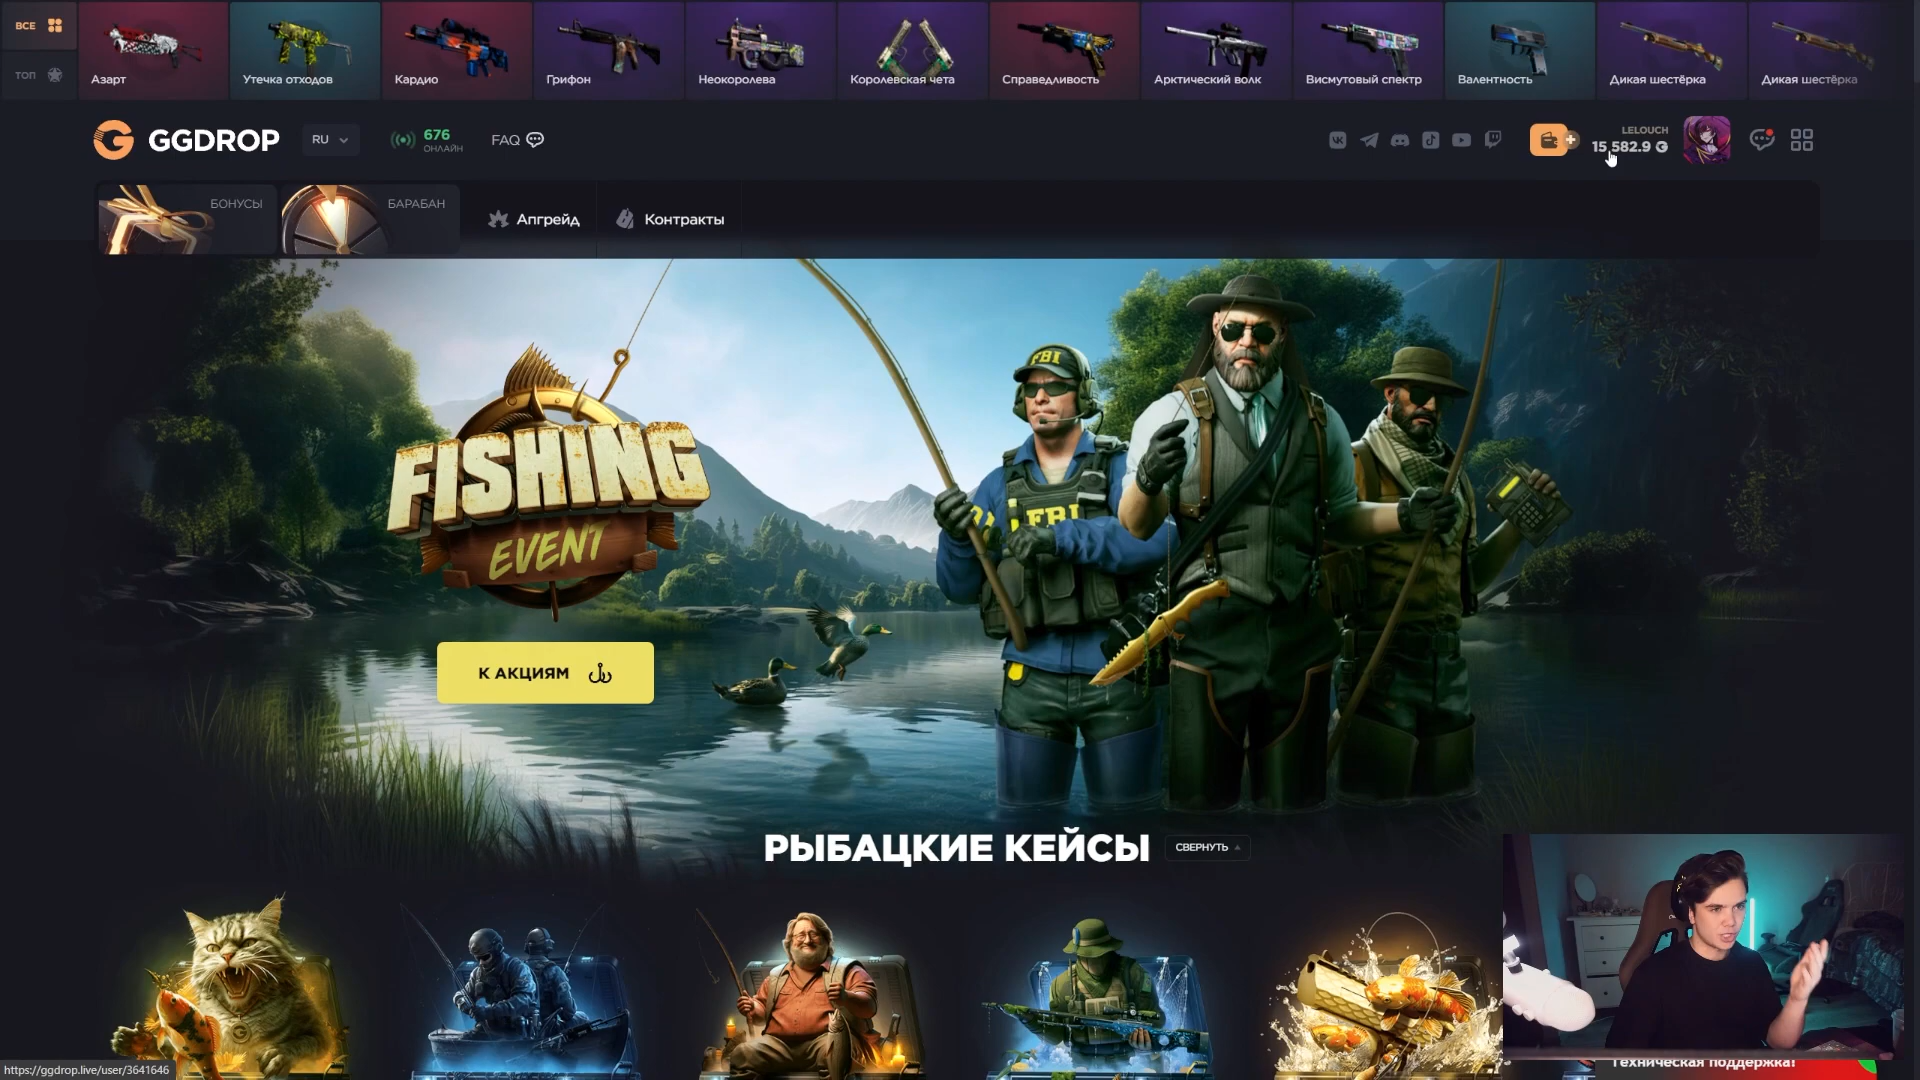 ВСЕ
ТОП
Азарт
Утечка отходов
Кардио
Грифон
Неокоролева
Королевская чета
Справедливость
Арктический волк
Висмутовый спектр
Валентность
Дикая шестёрка
Дикая шестёрка
GGDROP
RU
676
ОНЛАЙН
FAQ
LELOUCH
15 582.9
БОНУСЫ
БАРАБАН
Апгрейд
Контракты
FBI
FBI
FISHING
EVENT
К АКЦИЯМ
РЫБАЦКИЕ КЕЙСЫ
СВЕРНУТЬ
Техническая поддержка!
https://ggdrop.live/user/3641646